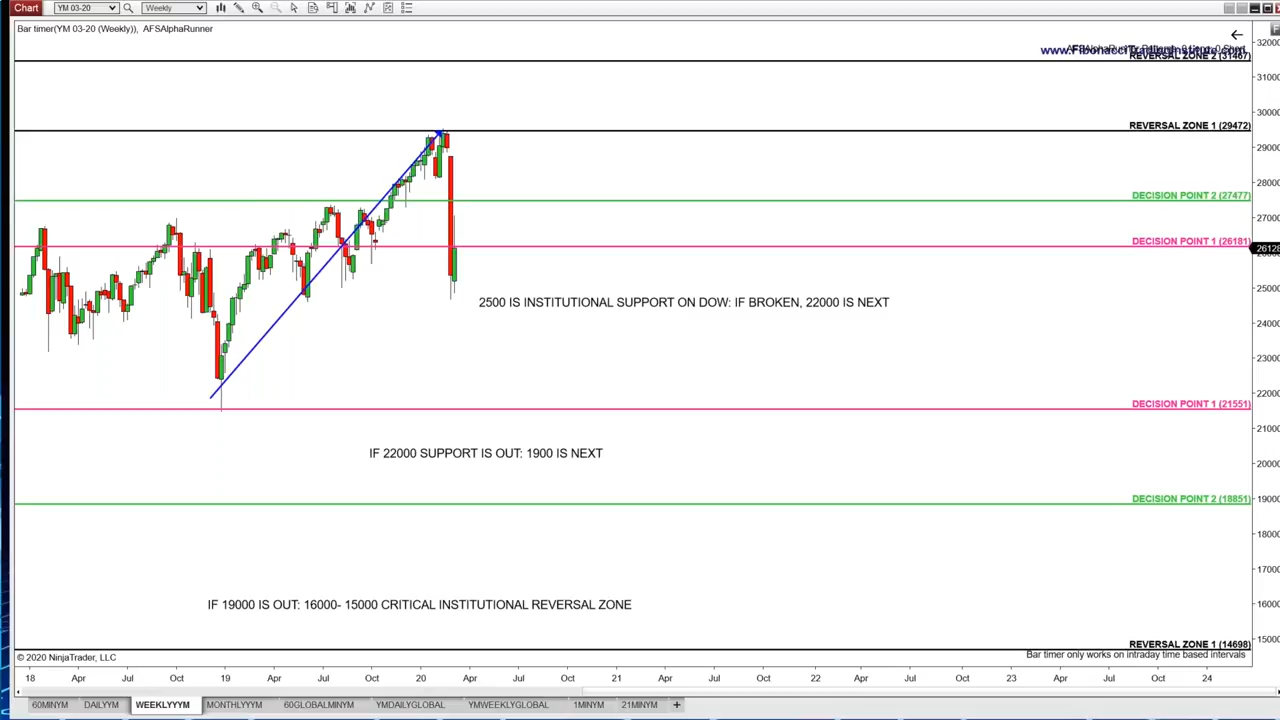 Chart YM 03-20 Weekly
Bar timer(YM 03-20 (Weekly)), AFSAlphaRunner
REVERSAL ZONE 2 (31467)
32000
31000
REVERSAL ZONE 1 (29472)
30000
29000
28000
DECISION POINT 2 (27477)
27000
DECISION POINT 1 (26181)
26128
25000
2500 IS INSTITUTIONAL SUPPORT ON DOW: IF BROKEN, 22000 IS NEXT
24000
23000
22000
DECISION POINT 1 (21551)
21000
IF 22000 SUPPORT IS OUT: 1900 IS NEXT
20000
DECISION POINT 2 (18851)
19000
18000
17000
IF 19000 IS OUT: 16000- 15000 CRITICAL INSTITUTIONAL REVERSAL ZONE
16000
15000
REVERSAL ZONE 1 (14698)
© 2020 NinjaTrader, LLC
Bar timer only works on intraday time based intervals
18 Apr Jul Oct 19 Apr Jul Oct 20 Apr Jul Oct 21 Apr Jul Oct 22 Apr Jul Oct 23 Apr Jul Oct 24
60MINYM DAILYYM WEEKLYYYM MONTHLYYM 60GLOBALMINYM YMDAILYGLOBAL YMWEEKLYGLOBAL 1MINYM 21MINYM +